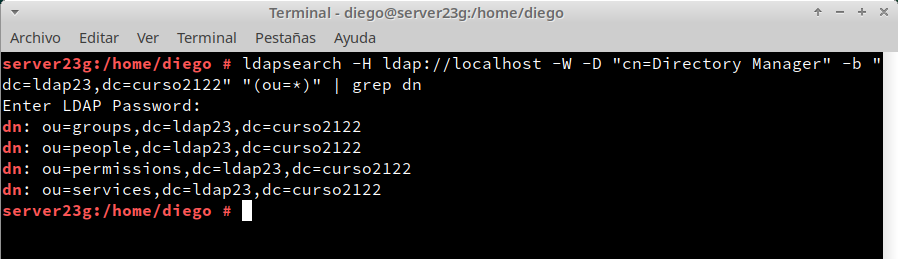 Terminal - diego@server23g:/home/diego
Archivo Editar Ver Terminal Pestañas Ayuda
server23g:/home/diego # ldapsearch -H ldap://localhost -W -D "cn=Directory Manager" -b "
dc=ldap23,dc=curso2122" "(ou=*)" | grep dn
Enter LDAP Password:
dn: ou=groups,dc=ldap23,dc=curso2122
dn: ou=people,dc=ldap23,dc=curso2122
dn: ou=permissions,dc=ldap23,dc=curso2122
dn: ou=services,dc=ldap23,dc=curso2122
server23g:/home/diego #